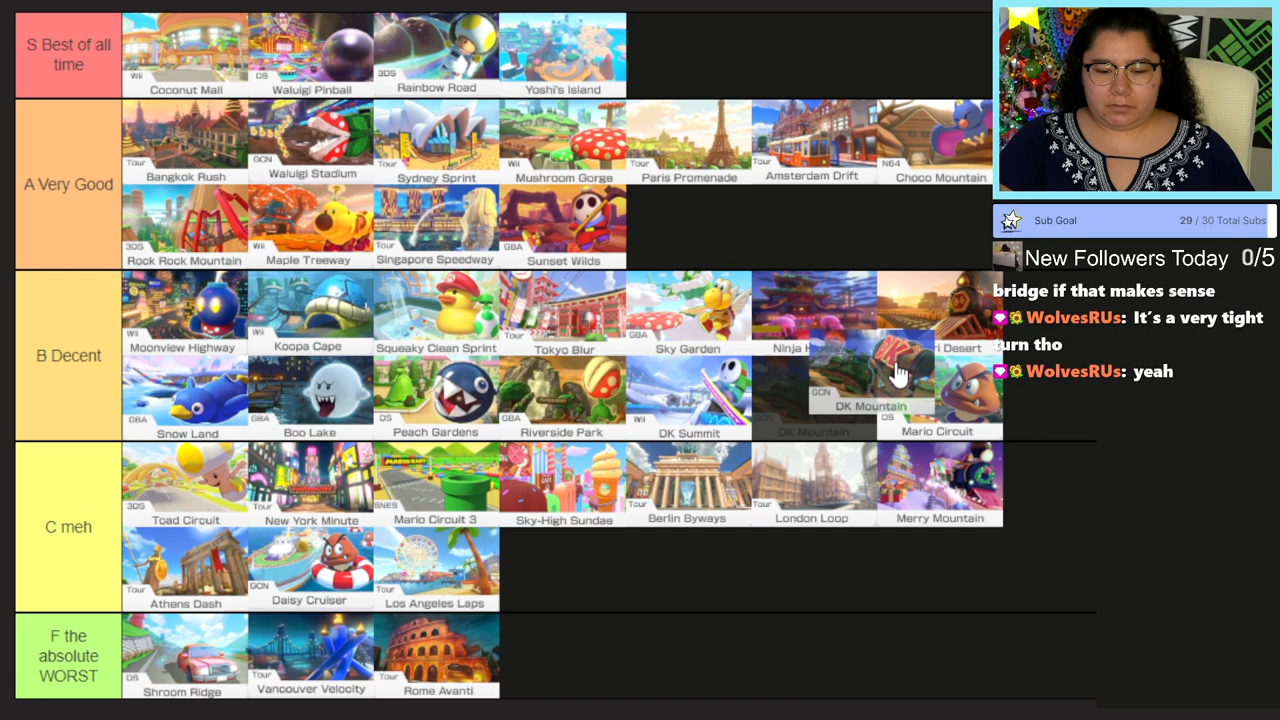 S Best of all
time
Wii
Coconut Mall
DS
Waluigi Pinball
3DS
Rainbow Road
Yoshi's Island
A Very Good
Tour
Bangkok Rush
GCN
Waluigi Stadium
Tour
Sydney Sprint
Wii
Mushroom Gorge
Tour
Paris Promenade
Tour
Amsterdam Drift
N64
Choco Mountain
3DS
Rock Rock Mountain
Wii
Maple Treeway
Tour
Singapore Speedway
GBA
Sunset Wilds
B Decent
Wii
Moonview Highway
Wii
Koopa Cape
Squeaky Clean Sprint
Tour
Tokyo Blur
GBA
Sky Garden
Ninja
ri Desert
GBA
Snow Land
GBA
Boo Lake
DS
Peach Gardens
GBA
Riverside Park
Wii
DK Summit
GCN
DK Mountain
GCN
DK Mountain
DS
Mario Circuit
C meh
3DS
Toad Circuit
Tour
New York Minute
SNES
Mario Circuit 3
Sky-High Sundae
Tour
Berlin Byways
Tour
London Loop
Merry Mountain
Tour
Athens Dash
GCN
Daisy Cruiser
Tour
Los Angeles Laps
F the
absolute
WORST
DS
Shroom Ridge
Tour
Vancouver Velocity
Tour
Rome Avanti
Sub Goal 29 / 30 Total Subs
New Followers Today 0/5
bridge if that makes sense
WolvesRUs: It's a very tight
turn tho
WolvesRUs: yeah